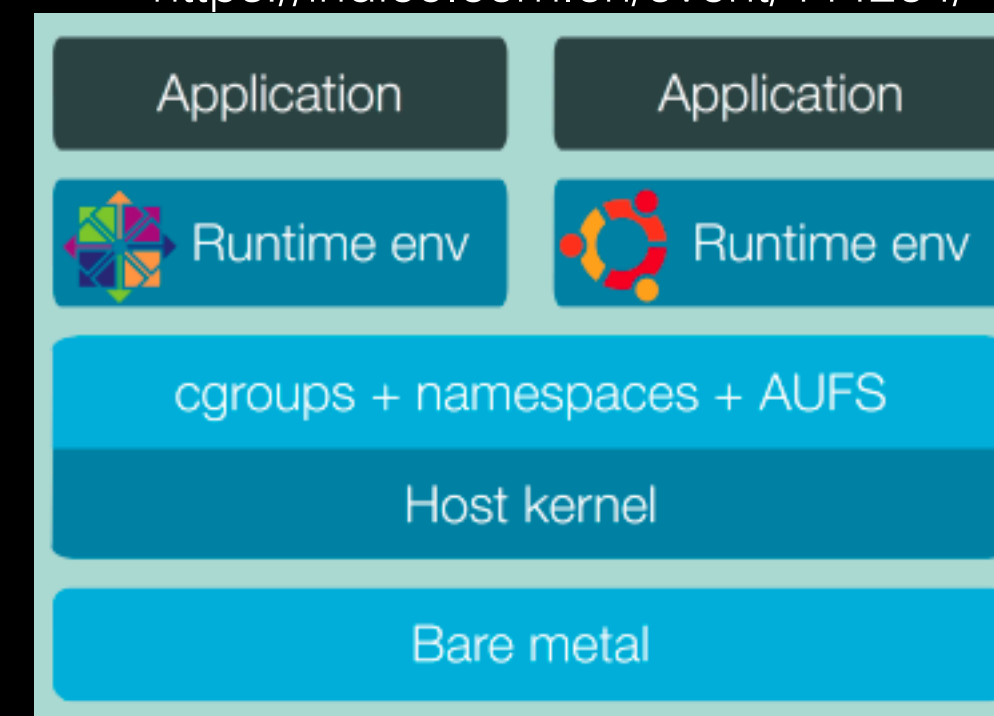 Application Application
Runtime env Runtime env
cgroups + namespaces + AUFS
Host kernel
Bare metal